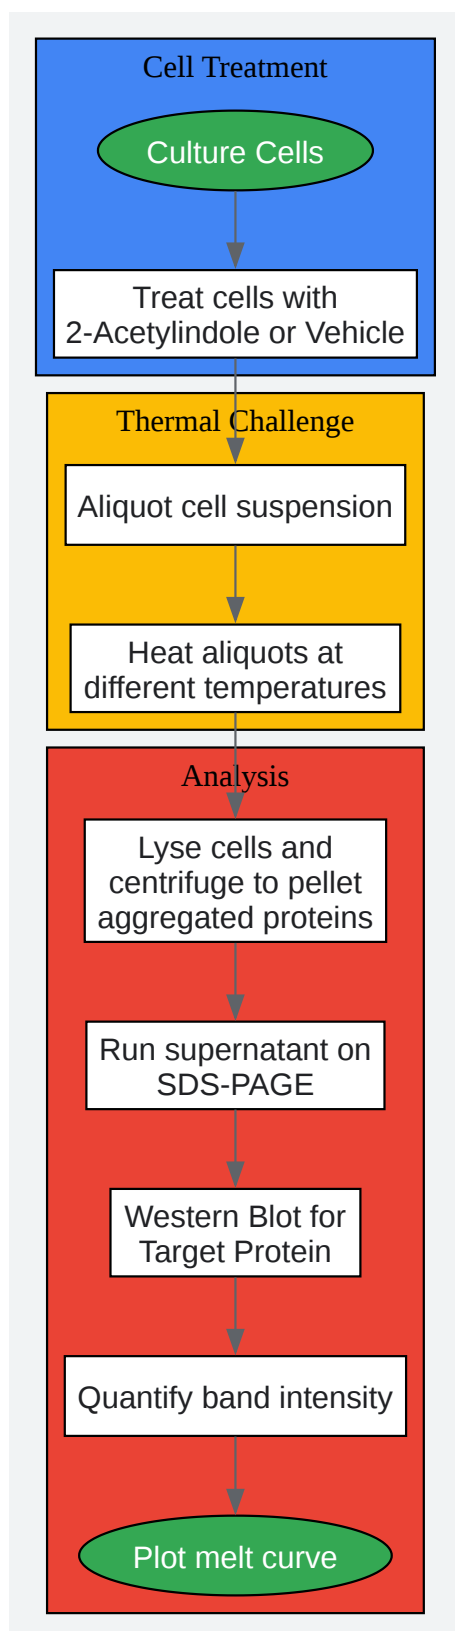 Cell Treatment
Culture Cells
Treat cells with
2-Acetylindole or Vehicle
Thermal Challenge
Aliquot cell suspension
Heat aliquots at
different temperatures
Analysis
Lyse cells and
centrifuge to pellet
aggregated proteins
Run supernatant on
SDS-PAGE
Western Blot for
Target Protein
Quantify band intensity
Plot melt curve